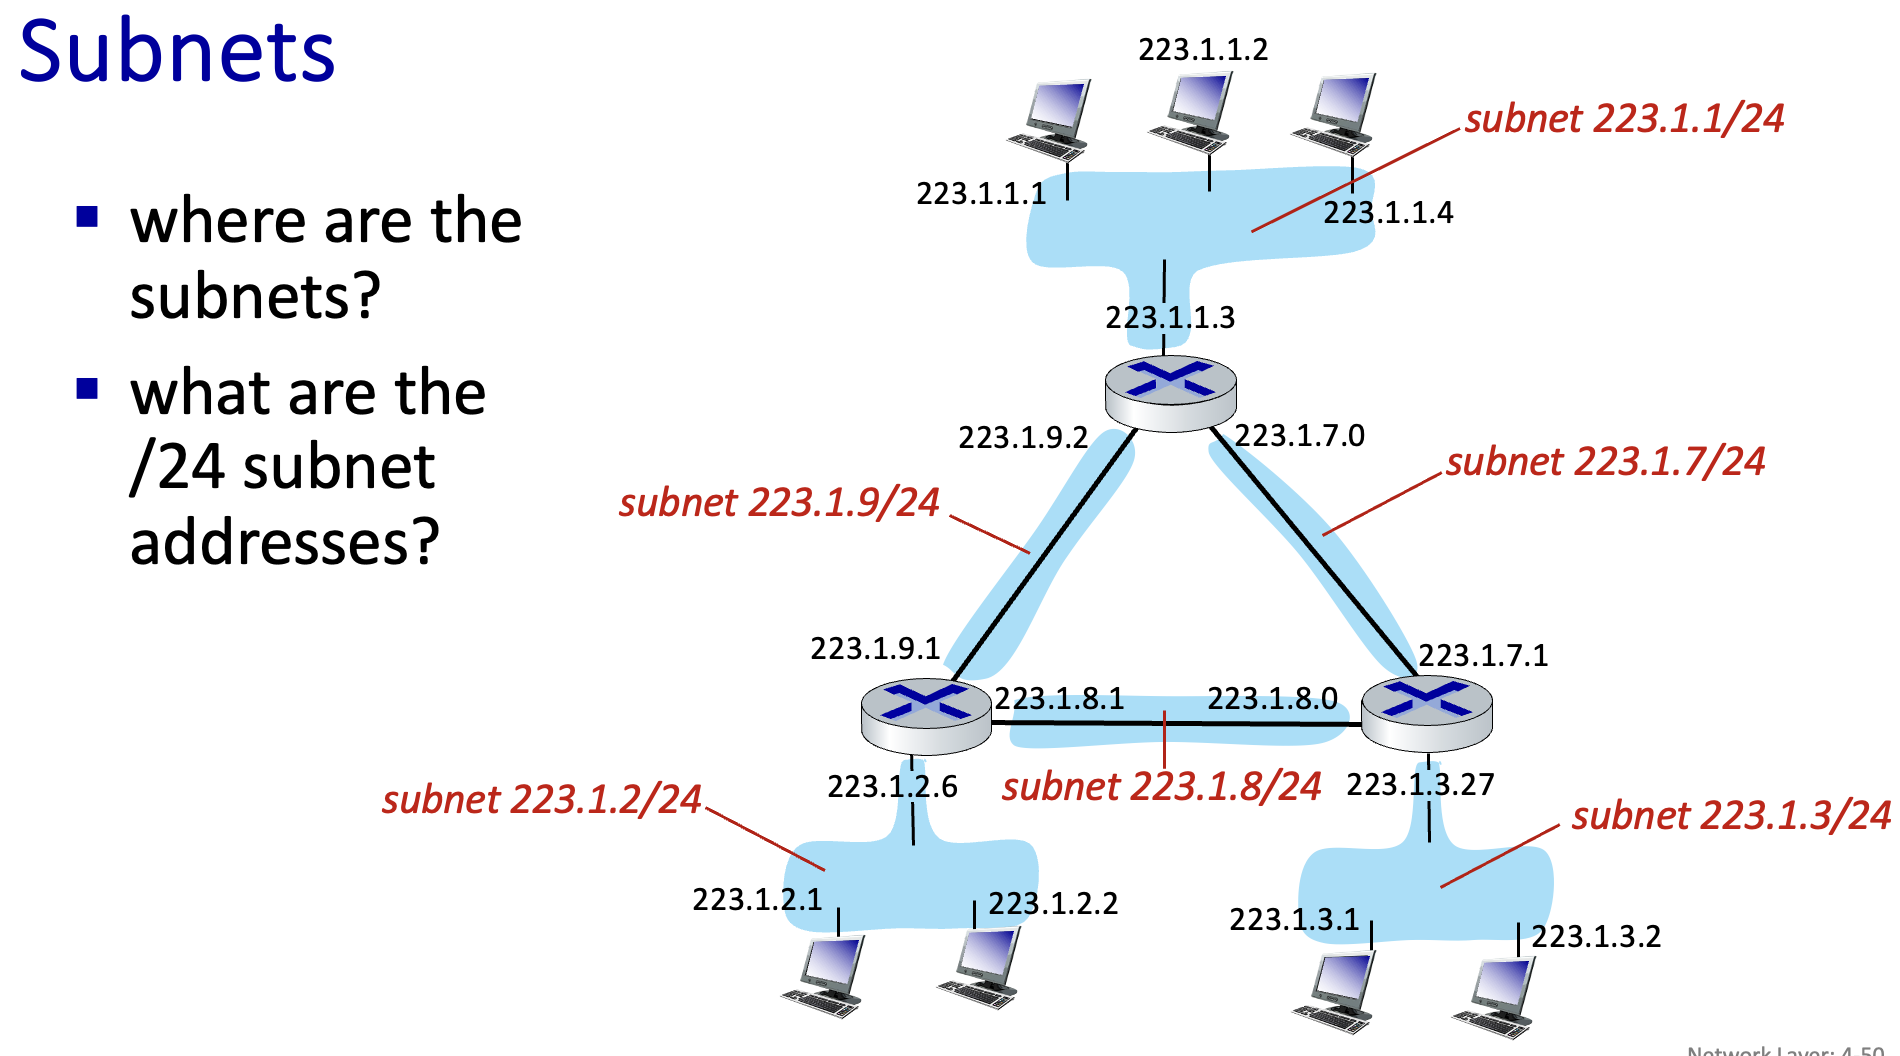 Subnets
where are the
subnets?
what are the
/24 subnet
addresses?
223.1.1.2
subnet 223.1.1/24
223.1.1.1
223.1.1.4
223.1.1.3
223.1.9.2
223.1.7.0
subnet 223.1.7/24
subnet 223.1.9/24
223.1.9.1
223.1.7.1
223.1.8.1
223.1.8.0
subnet 223.1.2/24
223.1.2.6
subnet 223.1.8/24
223.1.3.27
subnet 223.1.3/24
223.1.2.1
223.1.2.2
223.1.3.1
223.1.3.2
Network Layer: 4-50